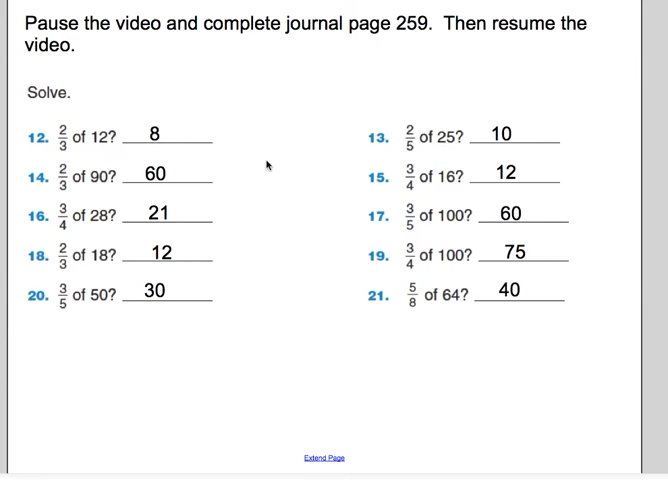 Pause the video and complete journal page 259.  Then resume the
video.
Solve.
12. 2/3 of 12? 8
13. 2/5 of 25? 10
14. 2/3 of 90? 60
15. 3/4 of 16? 12
16. 3/4 of 28? 21
17. 3/5 of 100? 60
18. 2/3 of 18? 12
19. 3/4 of 100? 75
20. 3/5 of 50? 30
21. 5/8 of 64? 40
Extend Page